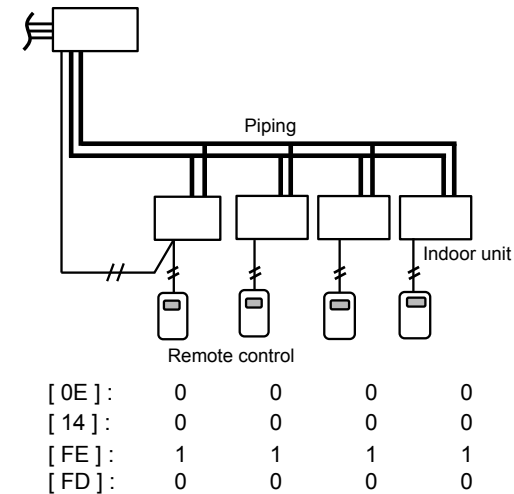 Piping
Indoor unit
Remote control
[ 0E ] : 0 0 0 0
[ 14 ] : 0 0 0 0
[ FE ] : 1 1 1 1
[ FD ] : 0 0 0 0